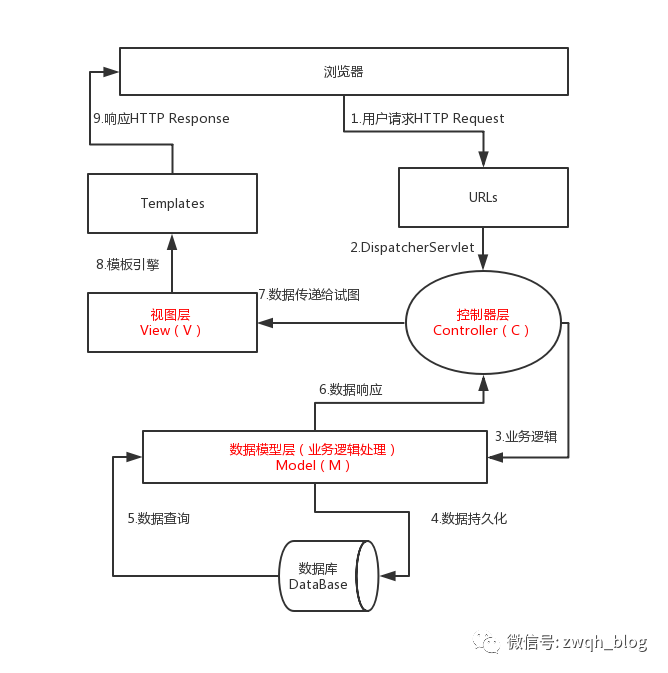 浏览器
9.响应HTTP Response
1.用户请求HTTP Request
Templates
URLs
2.DispatcherServlet
8.模板引擎
7.数据传递给试图
视图层
View（V）
控制器层
Controller（C）
6.数据响应
3.业务逻辑
数据模型层（业务逻辑处理）
Model（M）
5.数据查询
4.数据持久化
数据库
DataBase
微信号: zwqh_blog